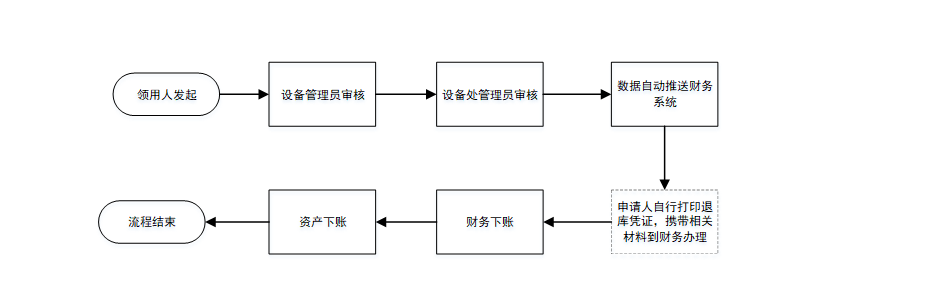 领用人发起
设备管理员审核
设备处管理员审核
数据自动推送财务
系统
申请人自行打印退
库凭证，携带相关
材料到财务办理
财务下账
资产下账
流程结束